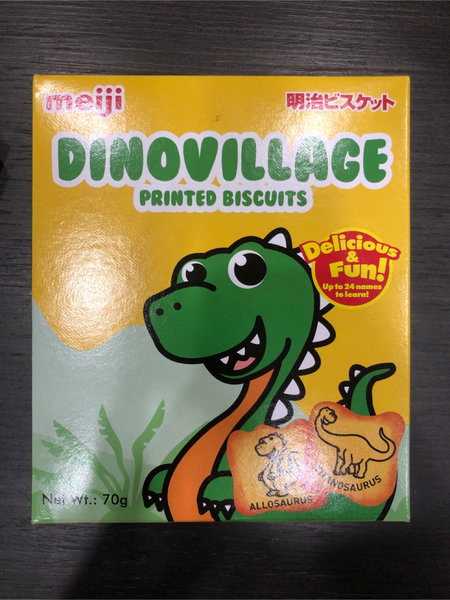 meiji
明治ビスケット
DINOVILLAGE
PRINTED BISCUITS
Delicious
&
Fun!
Up to 24 names
to learn!
ALLOSAURUS
Net Wt.: 70g